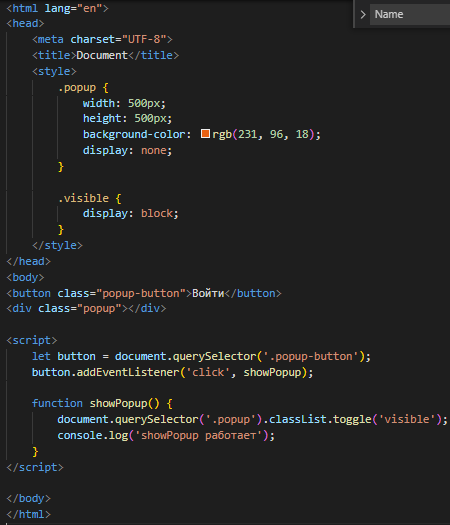 <html lang="en">
<head>
    <meta charset="UTF-8">
    <title>Document</title>
    <style>
        .popup {
            width: 500px;
            height: 500px;
            background-color: rgb(231, 96, 18);
            display: none;
        }

        .visible {
            display: block;
        }
    </style>
</head>
<body>
<button class="popup-button">Войти</button>
<div class="popup"></div>

<script>
    let button = document.querySelector('.popup-button');
    button.addEventListener('click', showPopup);

    function showPopup() {
        document.querySelector('.popup').classList.toggle('visible');
        console.log('showPopup работает');
    }
</script>

</body>
</html>
Name